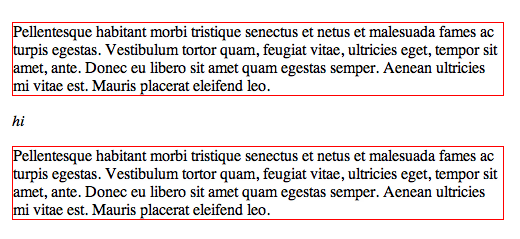 Pellentesque habitant morbi tristique senectus et netus et malesuada fames ac
turpis egestas. Vestibulum tortor quam, feugiat vitae, ultricies eget, tempor sit
amet, ante. Donec eu libero sit amet quam egestas semper. Aenean ultricies
mi vitae est. Mauris placerat eleifend leo.
hi
Pellentesque habitant morbi tristique senectus et netus et malesuada fames ac
turpis egestas. Vestibulum tortor quam, feugiat vitae, ultricies eget, tempor sit
amet, ante. Donec eu libero sit amet quam egestas semper. Aenean ultricies
mi vitae est. Mauris placerat eleifend leo.